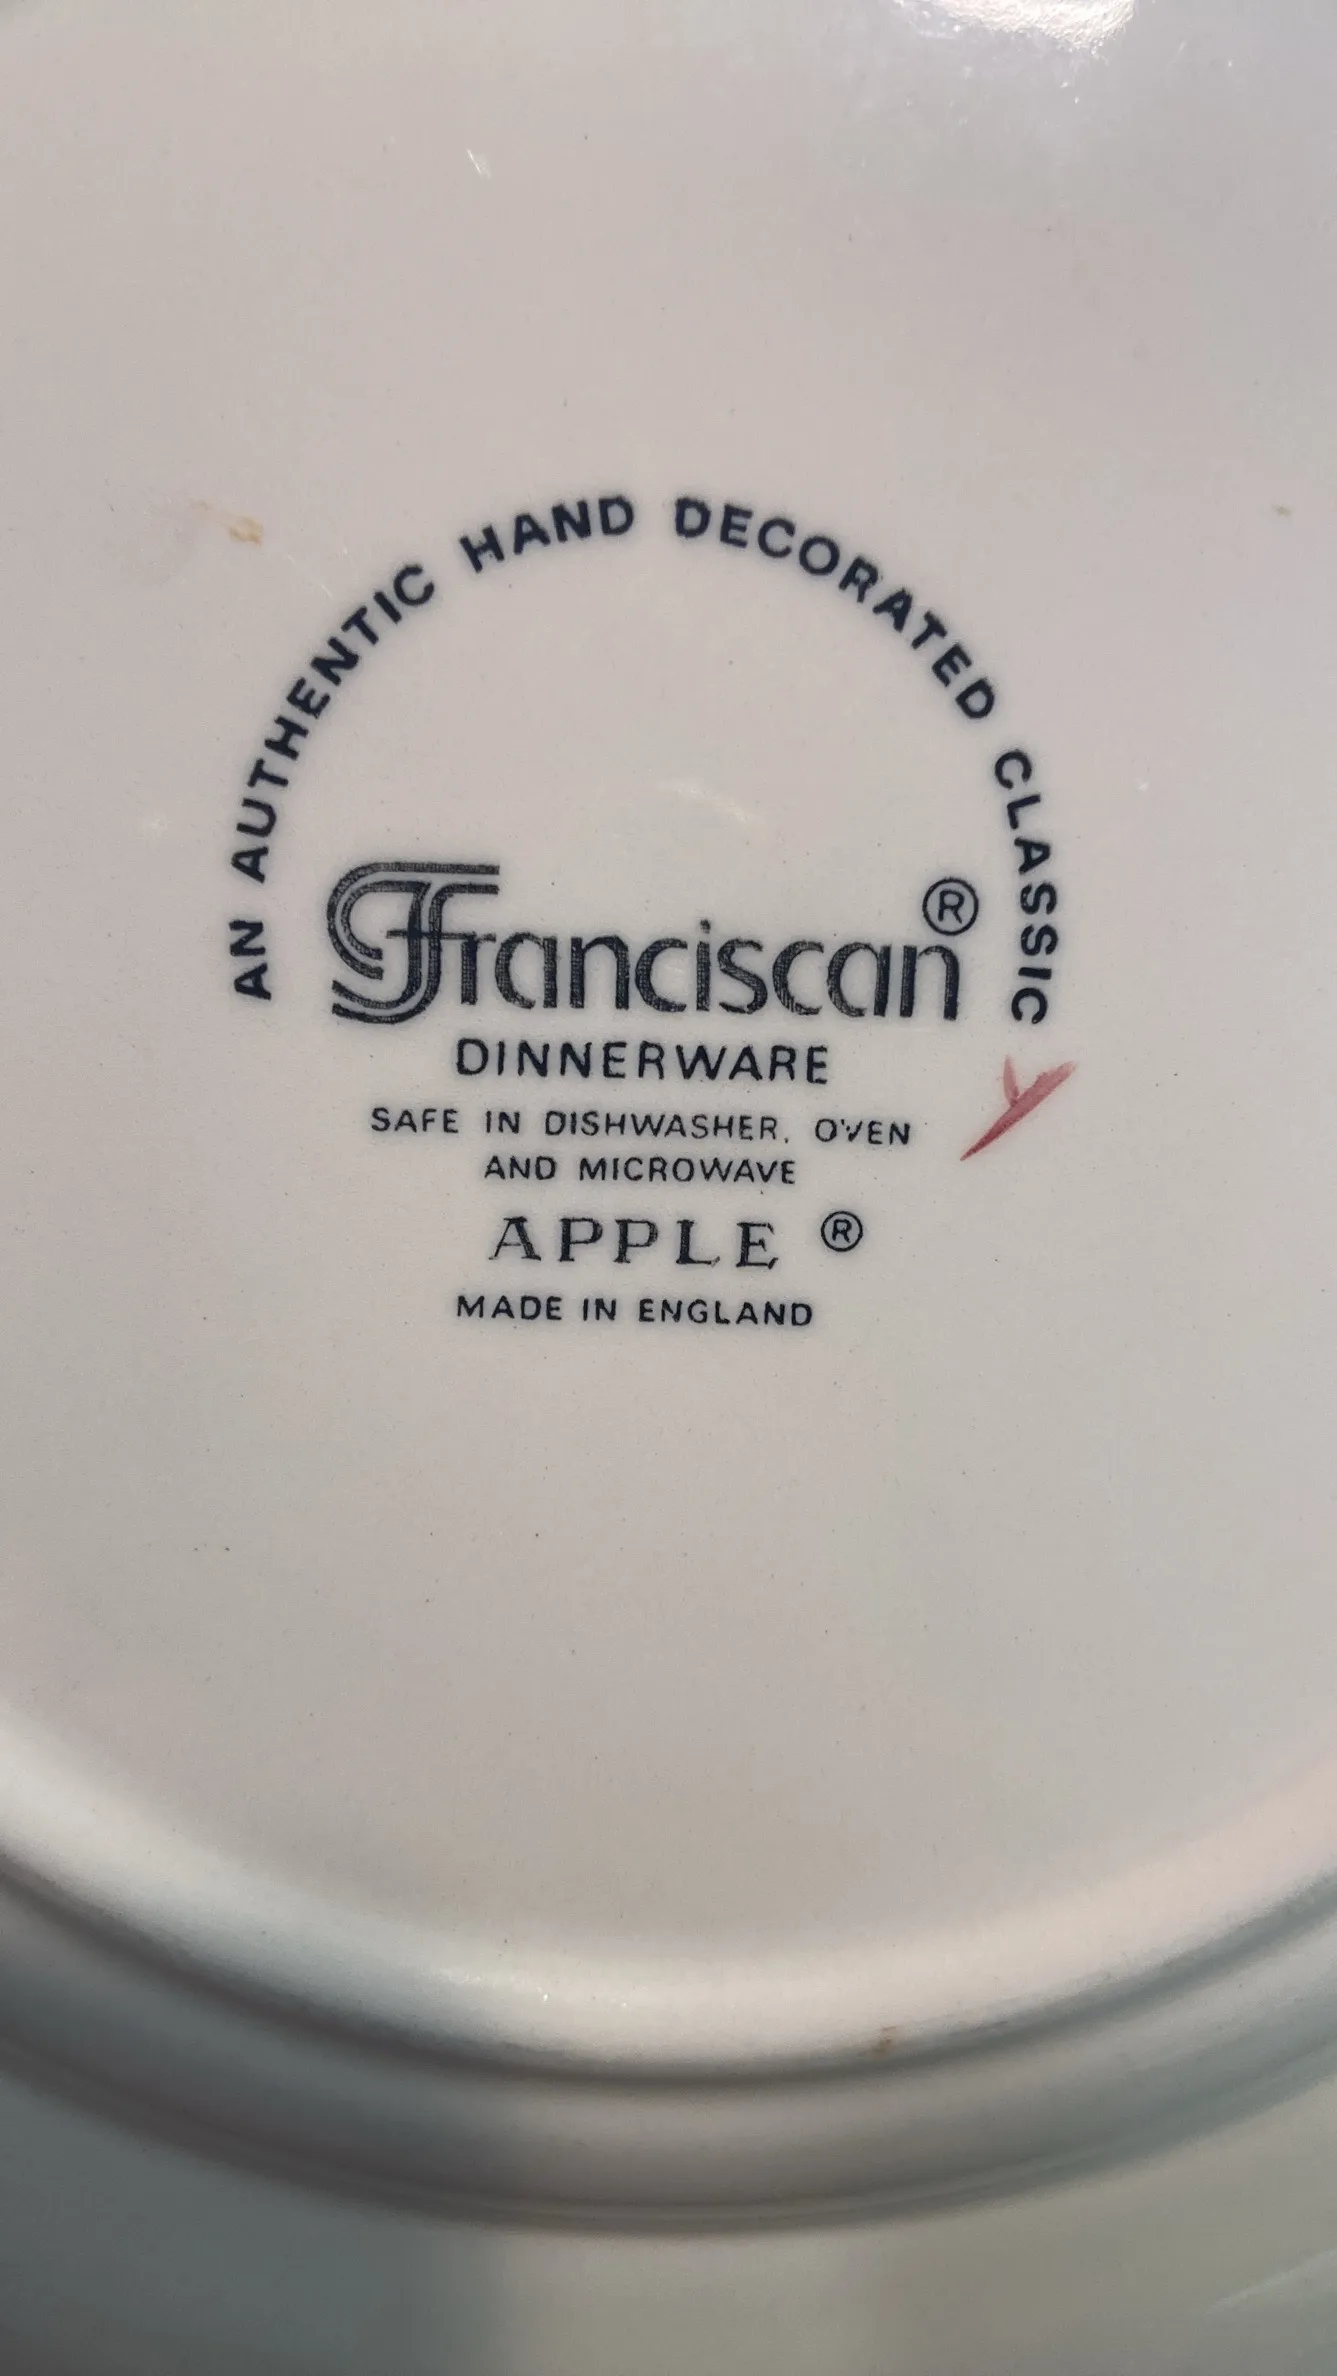 AN AUTHENTIC HAND DECORATED CLASSIC
Franciscan ®
DINNERWARE
SAFE IN DISHWASHER, OVEN
AND MICROWAVE
APPLE ®
MADE IN ENGLAND